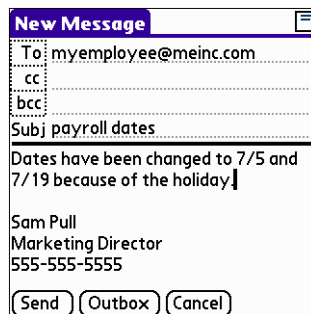 New Message
To myemployee@meinc.com
cc
bcc
Subj payroll dates
Dates have been changed to 7/5 and
7/19 because of the holiday.
Sam Pull
Marketing Director
555-555-5555
Send Outbox Cancel